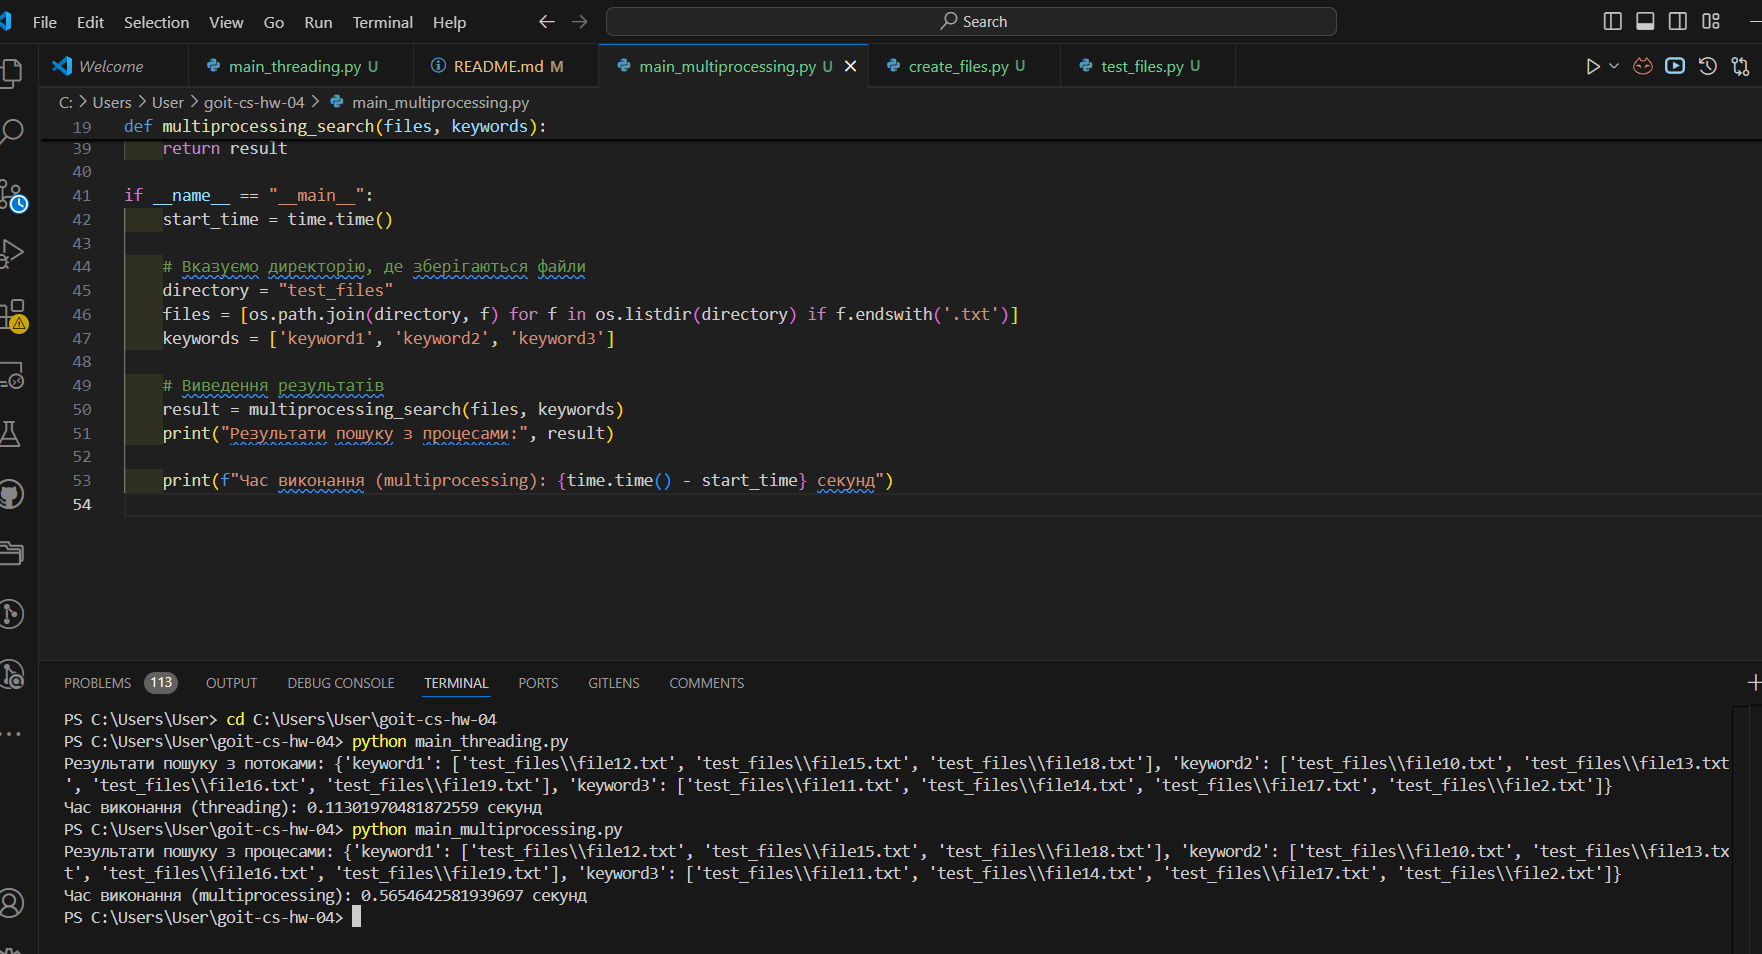 File Edit Selection View Go Run Terminal Help
Search
Welcome main_threading.py U README.md M main_multiprocessing.py U create_files.py U test_files.py U
C: > Users > User > goit-cs-hw-04 > main_multiprocessing.py
19 def multiprocessing_search(files, keywords):
39 return result
40
41 if __name__ == "__main__":
42 start_time = time.time()
43
44 # Вказуємо директорію, де зберігаються файли
45 directory = "test_files"
46 files = [os.path.join(directory, f) for f in os.listdir(directory) if f.endswith('.txt')]
47 keywords = ['keyword1', 'keyword2', 'keyword3']
48
49 # Виведення результатів
50 result = multiprocessing_search(files, keywords)
51 print("Результати пошуку з процесами:", result)
52
53 print(f"Час виконання (multiprocessing): {time.time() - start_time} секунд")
54
PROBLEMS 113 OUTPUT DEBUG CONSOLE TERMINAL PORTS GITLENS COMMENTS
PS C:\Users\User> cd C:\Users\User\goit-cs-hw-04
PS C:\Users\User\goit-cs-hw-04> python main_threading.py
Результати пошуку з потоками: {'keyword1': ['test_files\\file12.txt', 'test_files\\file15.txt', 'test_files\\file18.txt'], 'keyword2': ['test_files\\file10.txt', 'test_files\\file13.txt
', 'test_files\\file16.txt', 'test_files\\file19.txt'], 'keyword3': ['test_files\\file11.txt', 'test_files\\file14.txt', 'test_files\\file17.txt', 'test_files\\file2.txt']}
Час виконання (threading): 0.11301970481872559 секунд
PS C:\Users\User\goit-cs-hw-04> python main_multiprocessing.py
Результати пошуку з процесами: {'keyword1': ['test_files\\file12.txt', 'test_files\\file15.txt', 'test_files\\file18.txt'], 'keyword2': ['test_files\\file10.txt', 'test_files\\file13.tx
t', 'test_files\\file16.txt', 'test_files\\file19.txt'], 'keyword3': ['test_files\\file11.txt', 'test_files\\file14.txt', 'test_files\\file17.txt', 'test_files\\file2.txt']}
Час виконання (multiprocessing): 0.5654642581939697 секунд
PS C:\Users\User\goit-cs-hw-04>